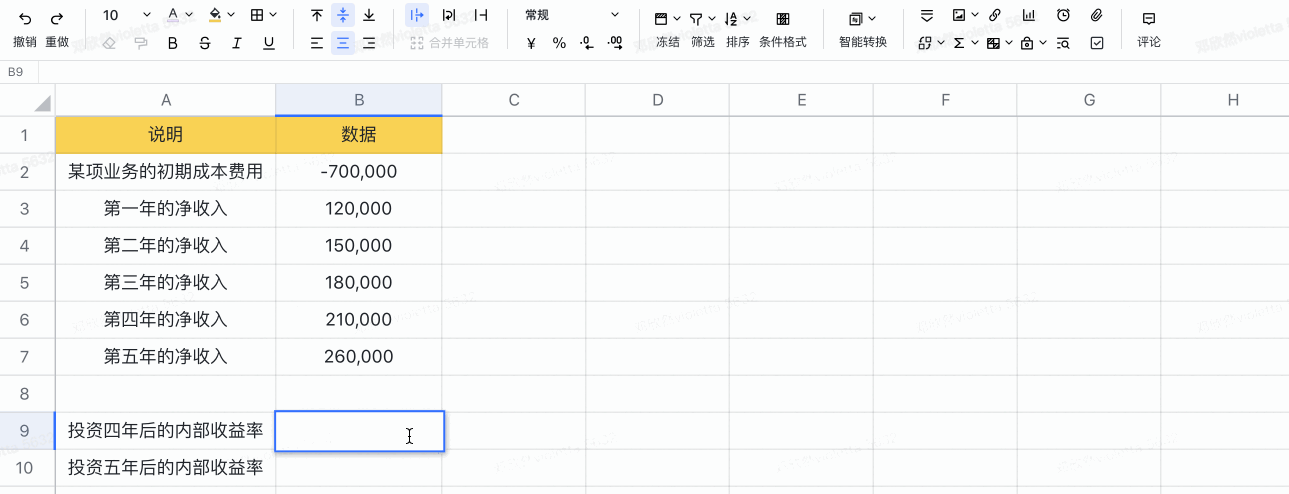 10 A 常规
撤销 重做 B S I U 合并单元格 ¥ % .0 .00 冻结 筛选 排序 条件格式 智能转换 Σ 评论
B9
A B C D E F G H
1 说明 数据
2 某项业务的初期成本费用 -700,000
3 第一年的净收入 120,000
4 第二年的净收入 150,000
5 第三年的净收入 180,000
6 第四年的净收入 210,000
7 第五年的净收入 260,000
8
9 投资四年后的内部收益率
10 投资五年后的内部收益率